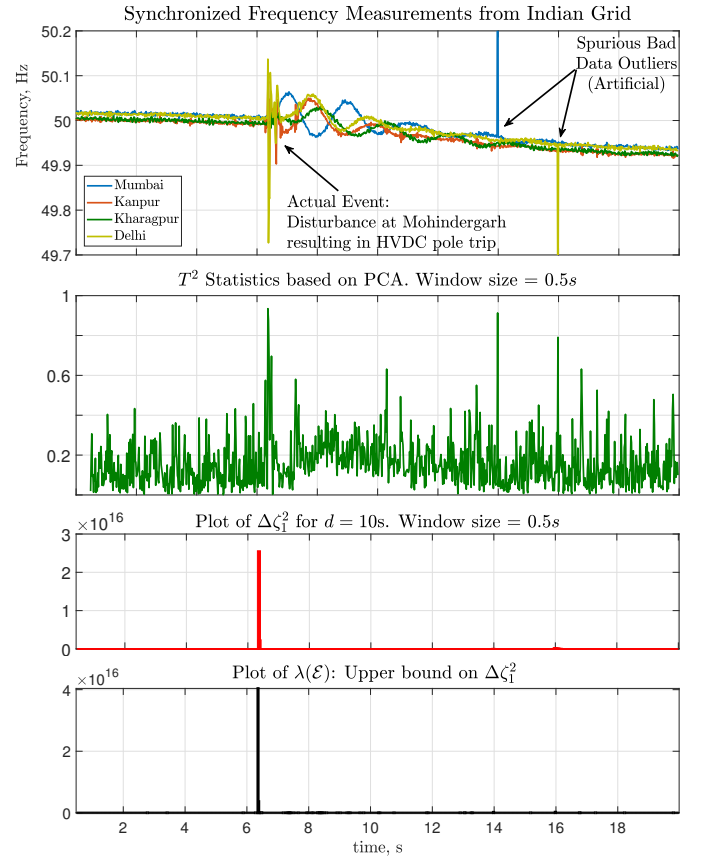 Synchronized Frequency Measurements from Indian Grid
50.2
50.1
50
49.9
49.8
49.7
Frequency, Hz
Spurious Bad
Data Outliers
(Artificial)
Mumbai
Kanpur
Kharagpur
Delhi
Actual Event:
Disturbance at Mohindergarh
resulting in HVDC pole trip
T² Statistics based on PCA. Window size = 0.5s
1
0.6
0.2
×10¹⁶
Plot of Δζ₁² for d = 10s. Window size = 0.5s
3
2
1
0
×10¹⁶
Plot of λ(ℰ): Upper bound on Δζ₁²
4
2
0
2 4 6 8 10 12 14 16 18
time, s